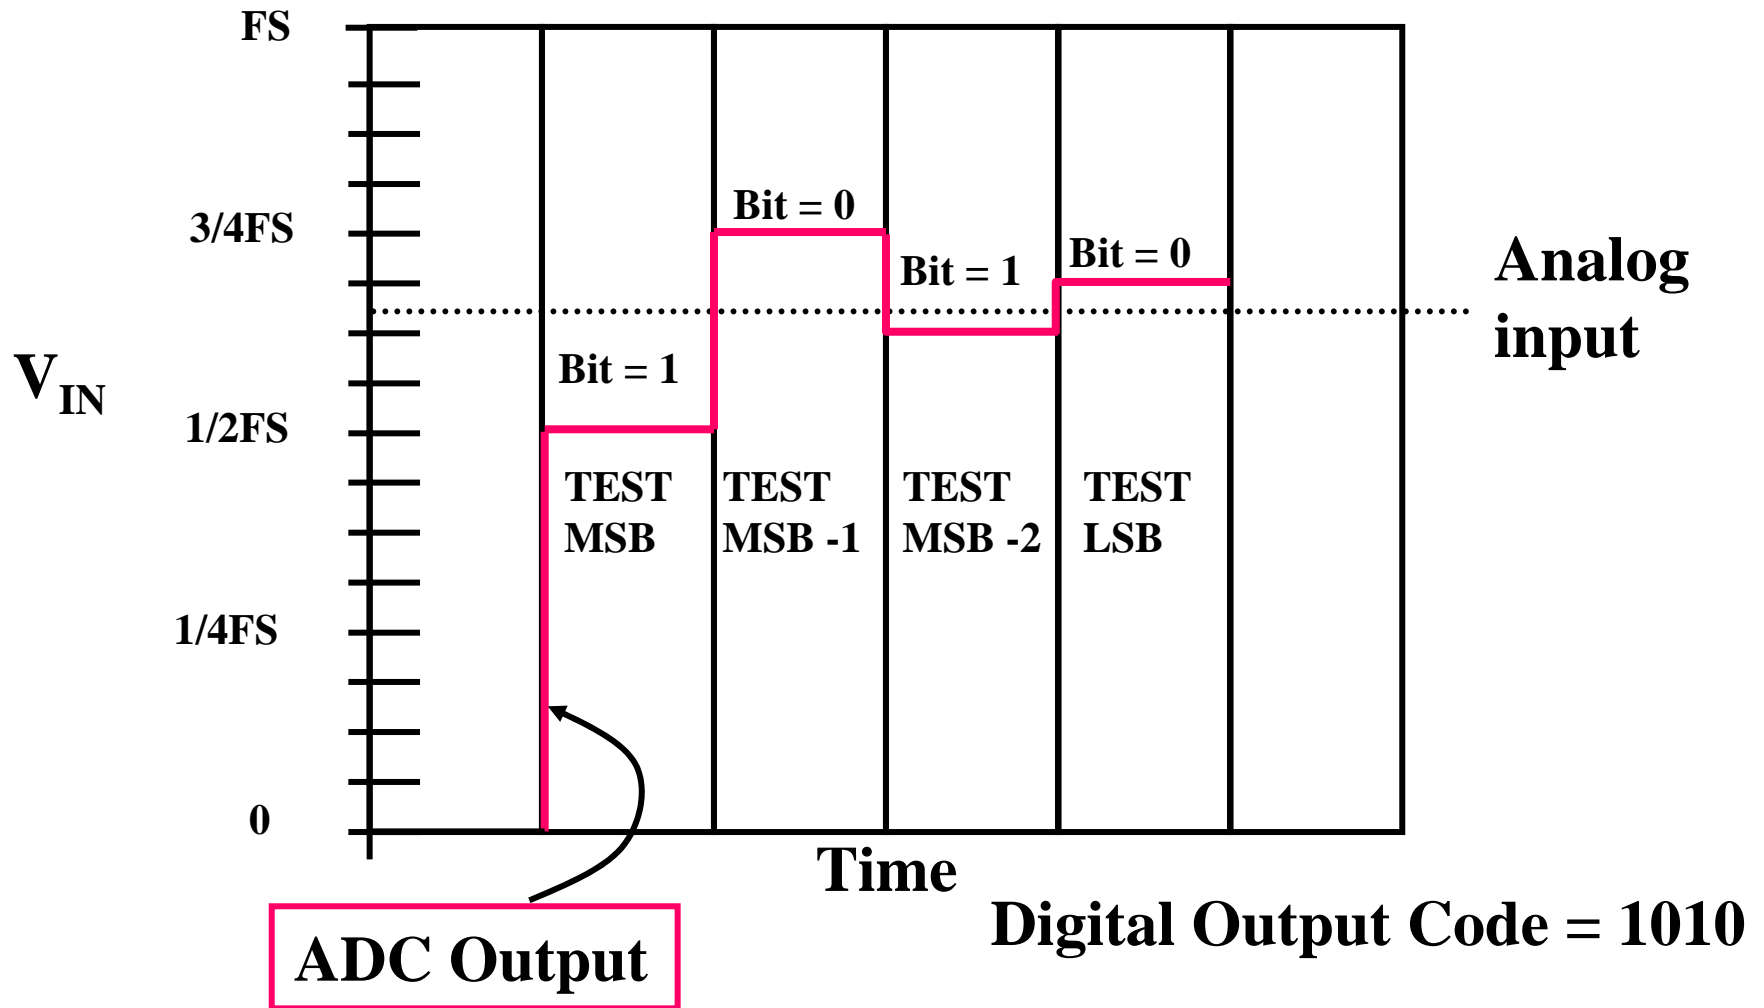 FS
3/4FS
1/2FS
1/4FS
0
V_IN
Bit = 1
Bit = 0
Bit = 1
Bit = 0
TEST
MSB
TEST
MSB -1
TEST
MSB -2
TEST
LSB
Analog
input
Time
ADC Output
Digital Output Code = 1010